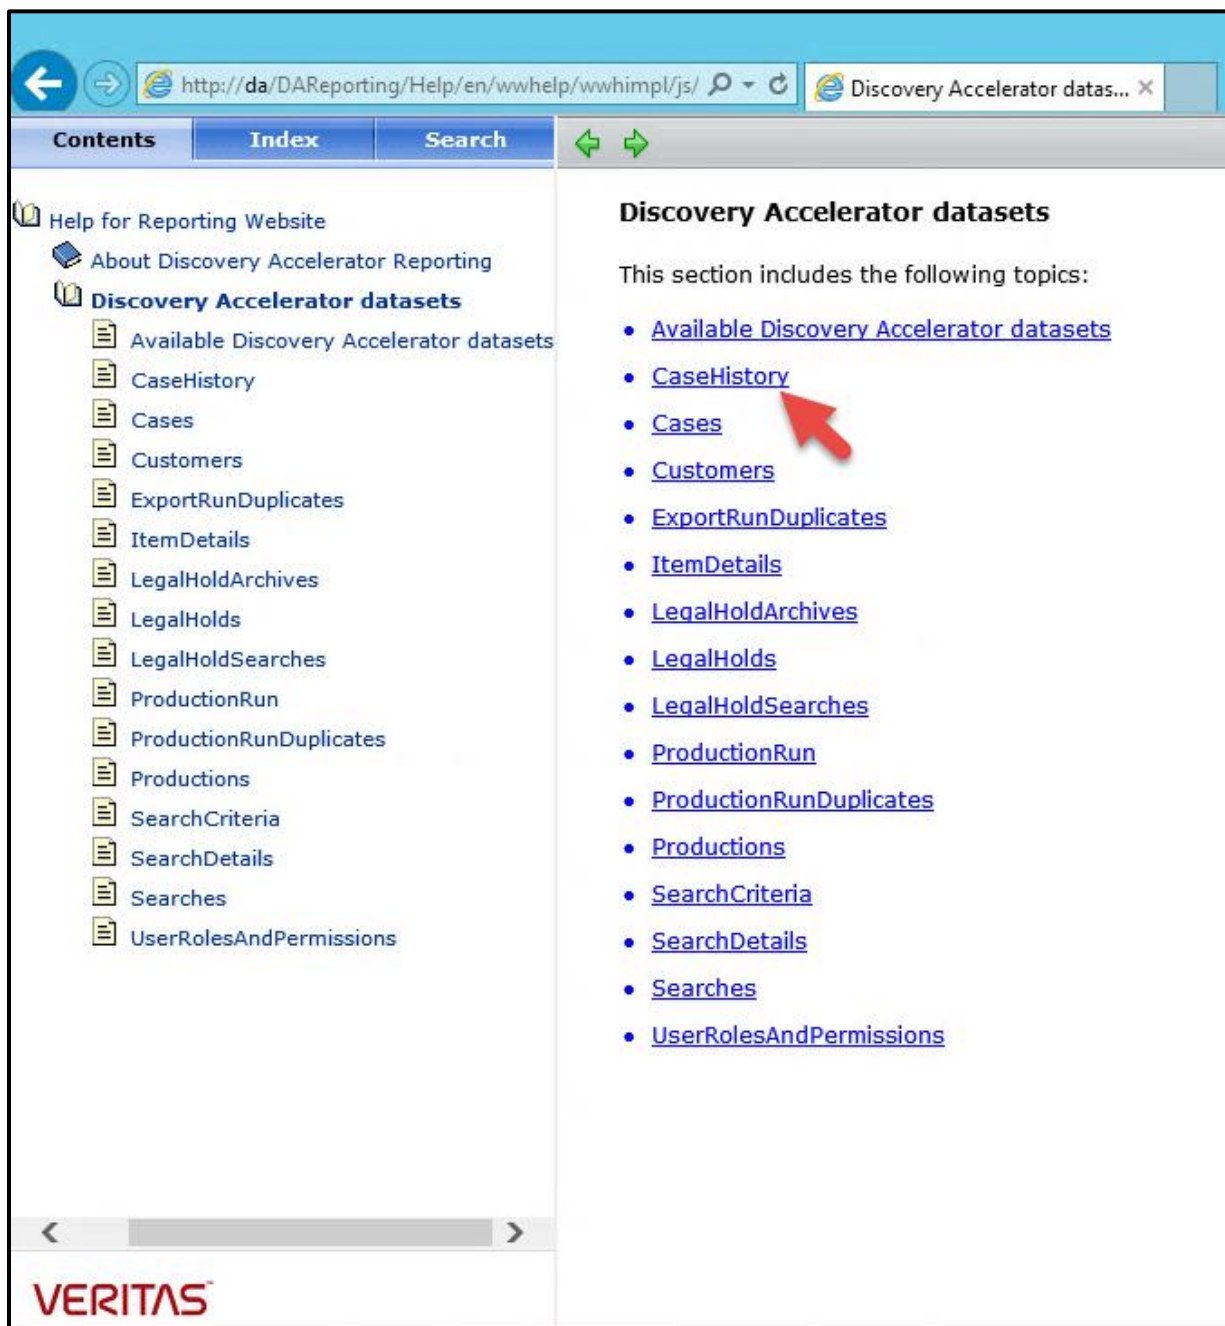 http://da/DAReporting/Help/en/wwhelp/wwhimpl/js/
Discovery Accelerator datas...
Contents
Index
Search
Help for Reporting Website
About Discovery Accelerator Reporting
Discovery Accelerator datasets
Available Discovery Accelerator datasets
CaseHistory
Cases
Customers
ExportRunDuplicates
ItemDetails
LegalHoldArchives
LegalHolds
LegalHoldSearches
ProductionRun
ProductionRunDuplicates
Productions
SearchCriteria
SearchDetails
Searches
UserRolesAndPermissions
VERITAS™
Discovery Accelerator datasets
This section includes the following topics:
• Available Discovery Accelerator datasets
• CaseHistory
• Cases
• Customers
• ExportRunDuplicates
• ItemDetails
• LegalHoldArchives
• LegalHolds
• LegalHoldSearches
• ProductionRun
• ProductionRunDuplicates
• Productions
• SearchCriteria
• SearchDetails
• Searches
• UserRolesAndPermissions